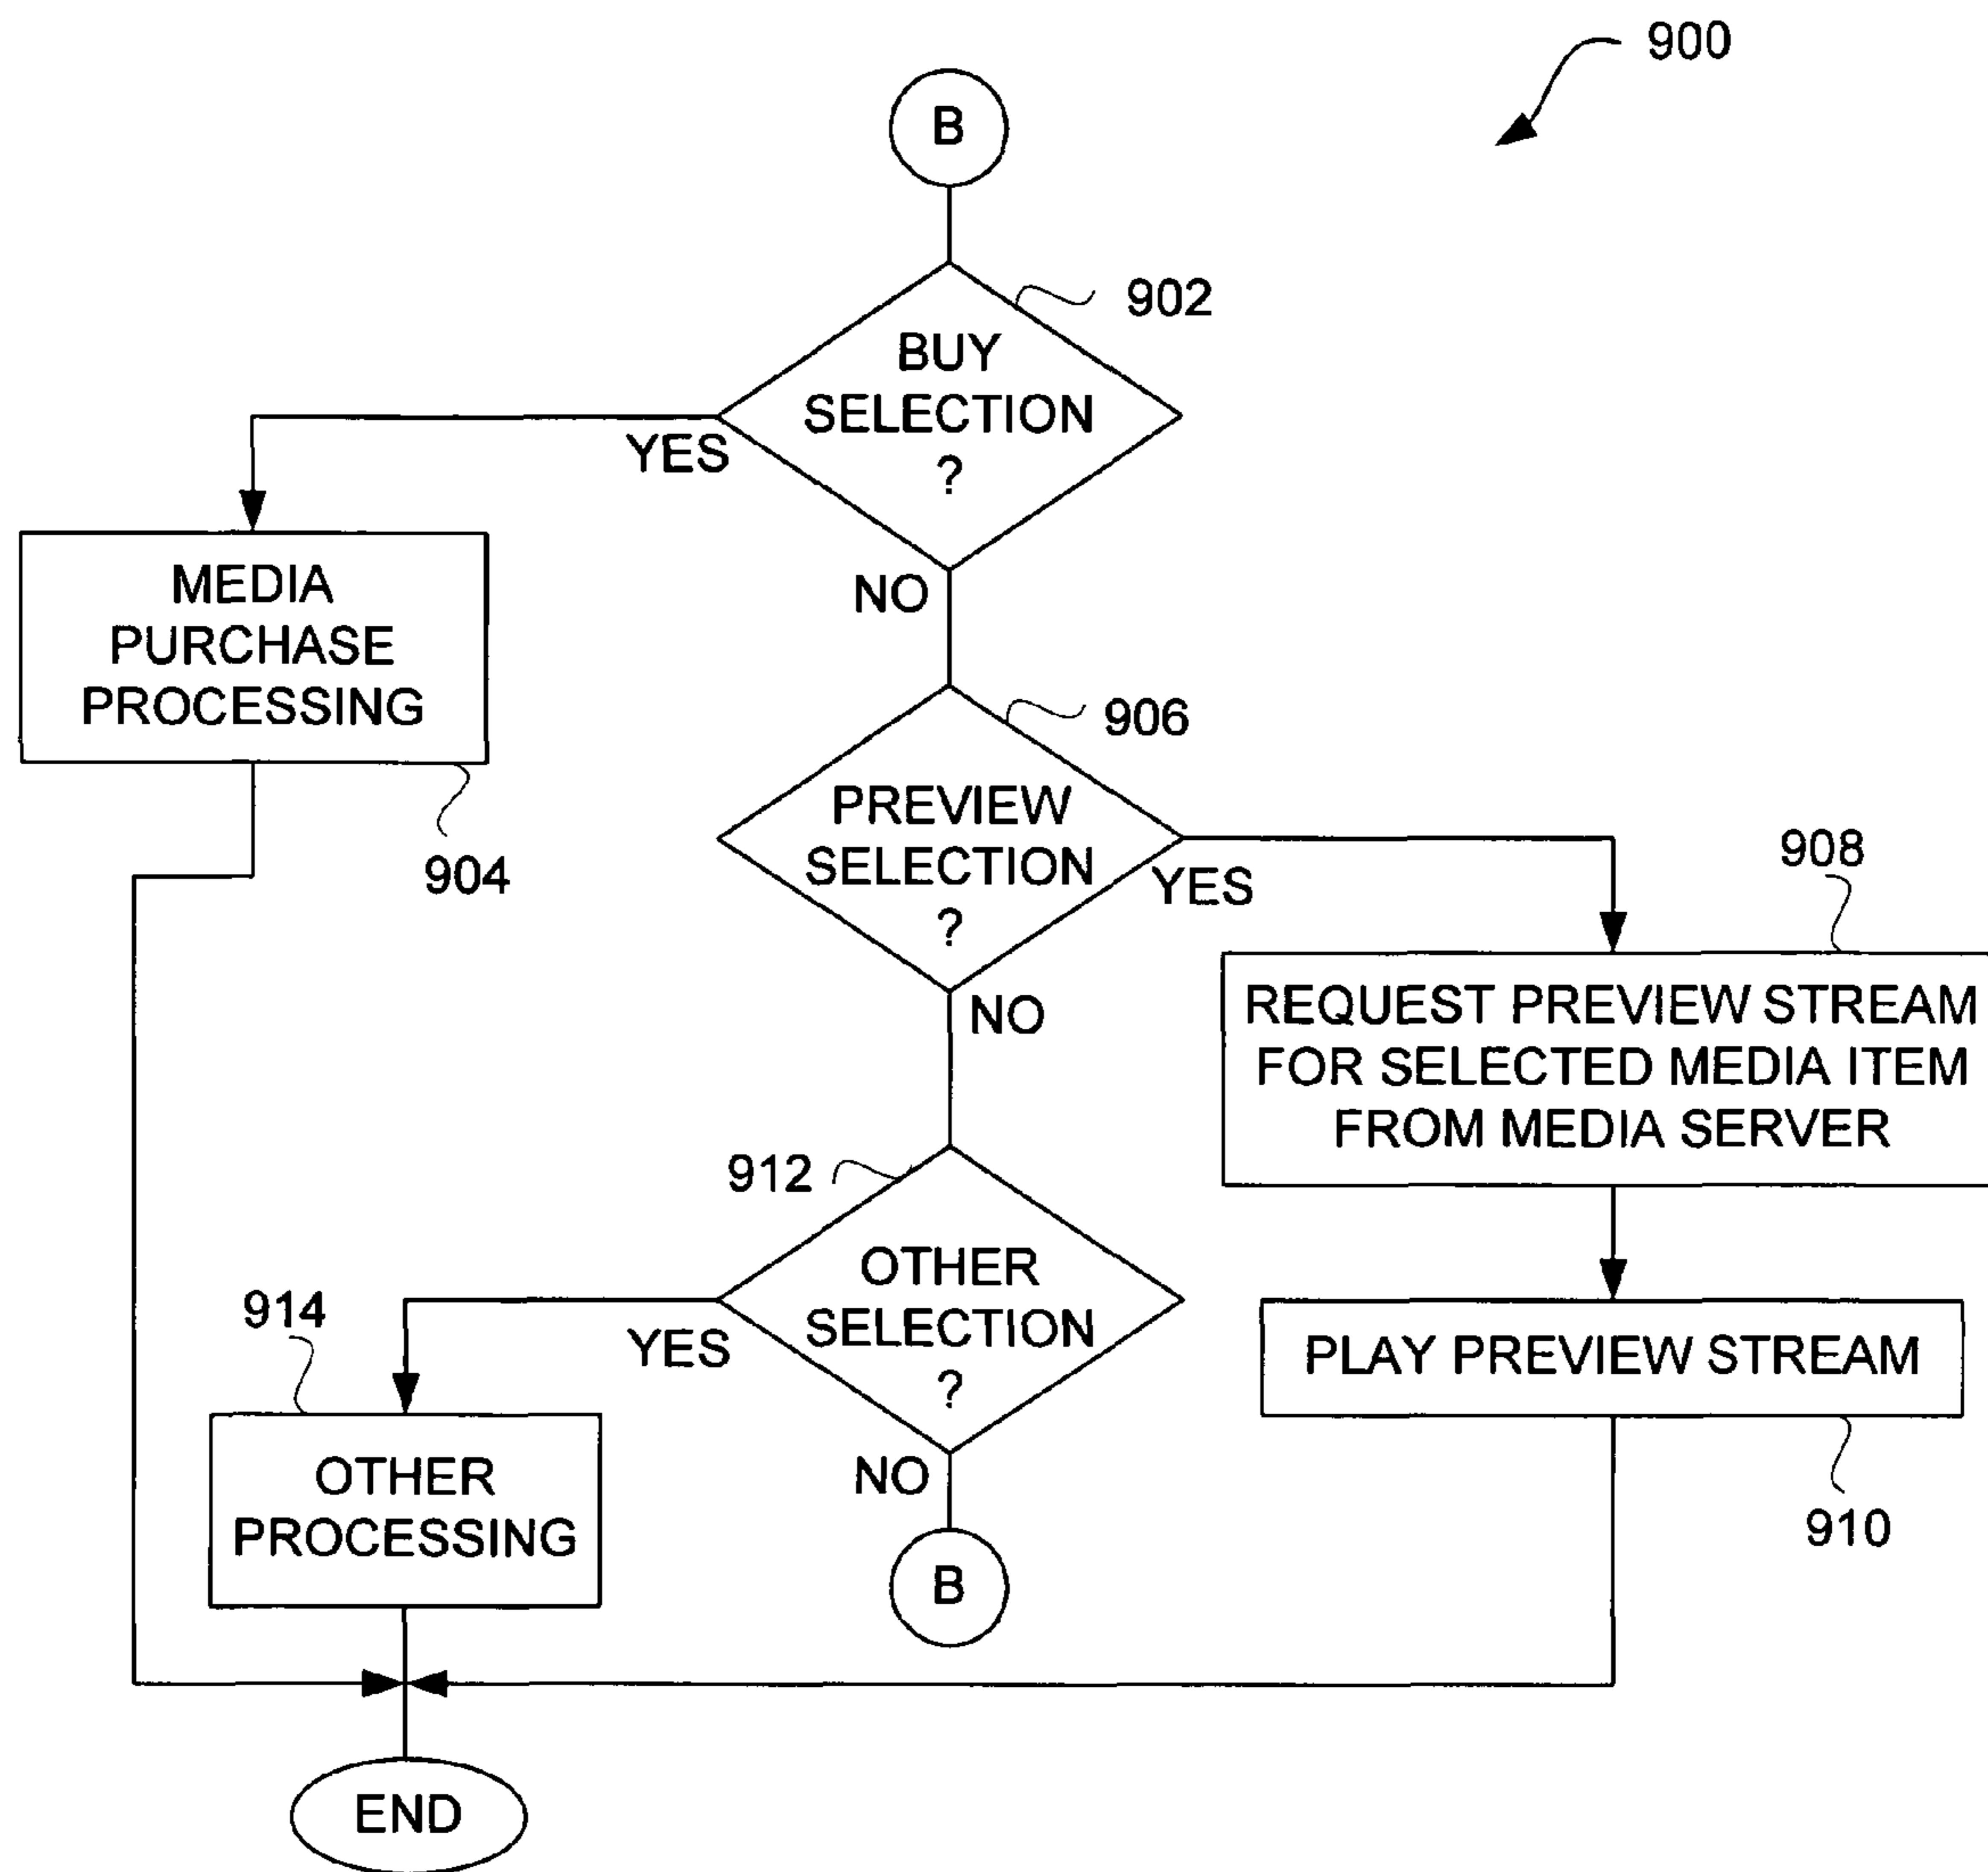 900
B
902
BUY
SELECTION
?
YES
NO
MEDIA
PURCHASE
PROCESSING
904
906
PREVIEW
SELECTION
?
YES
NO
908
REQUEST PREVIEW STREAM
FOR SELECTED MEDIA ITEM
FROM MEDIA SERVER
912
OTHER
SELECTION
?
YES
NO
914
OTHER
PROCESSING
PLAY PREVIEW STREAM
910
B
END